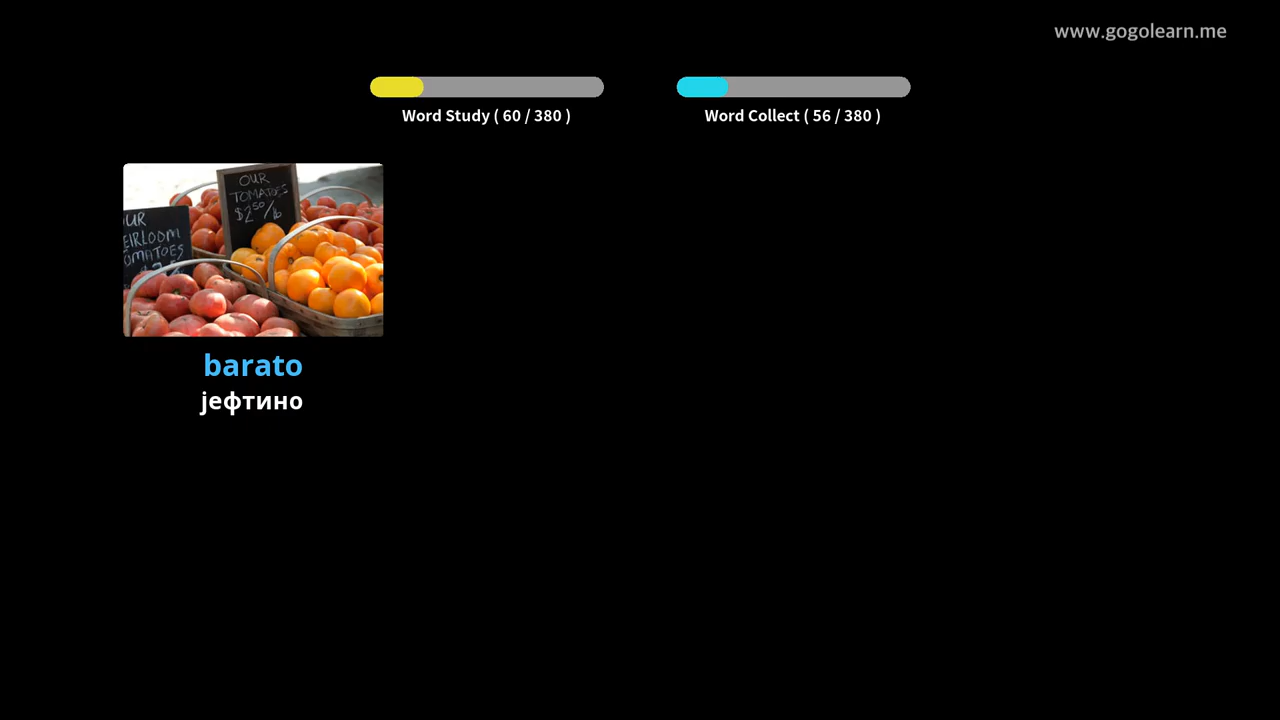 www.gogolearn.me
Word Study ( 60 / 380 )
Word Collect ( 56 / 380 )
OUR
TOMATOES
$2.50/lb
UR
EIRLOOM
OMATOES
barato
јефтино